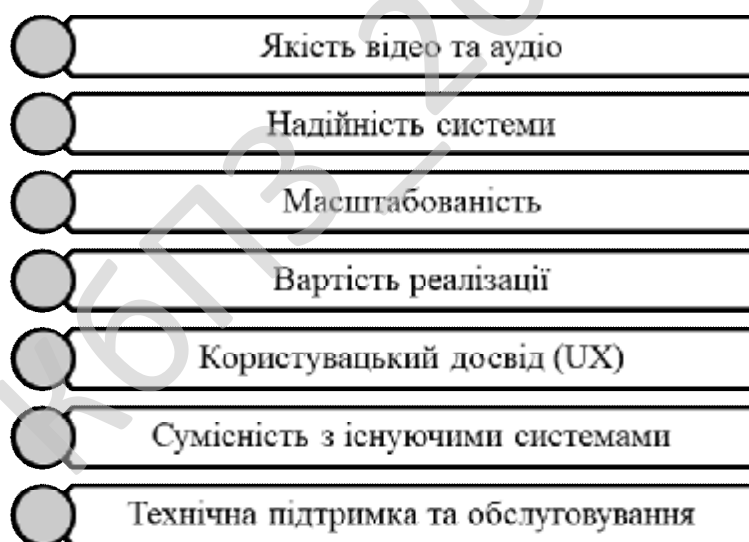 Якість відео та аудіо
Надійність системи
Масштабованість
Вартість реалізації
Користувацький досвід (UX)
Сумісність з існуючими системами
Технічна підтримка та обслуговування